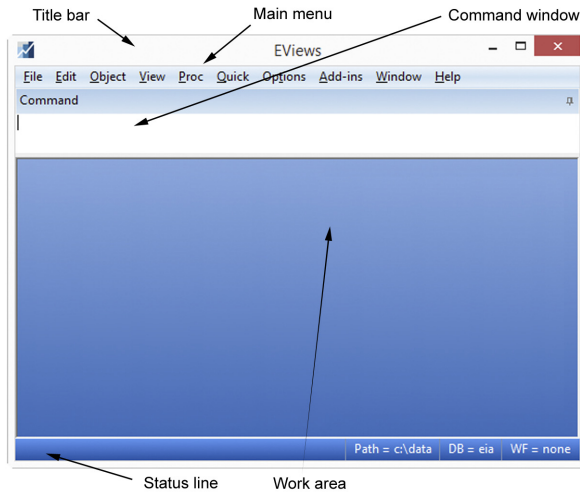 Title bar Main menu Command window
EViews
File Edit Object View Proc Quick Options Add-ins Window Help
Command
Path = c:\data DB = eia WF = none
Status line Work area